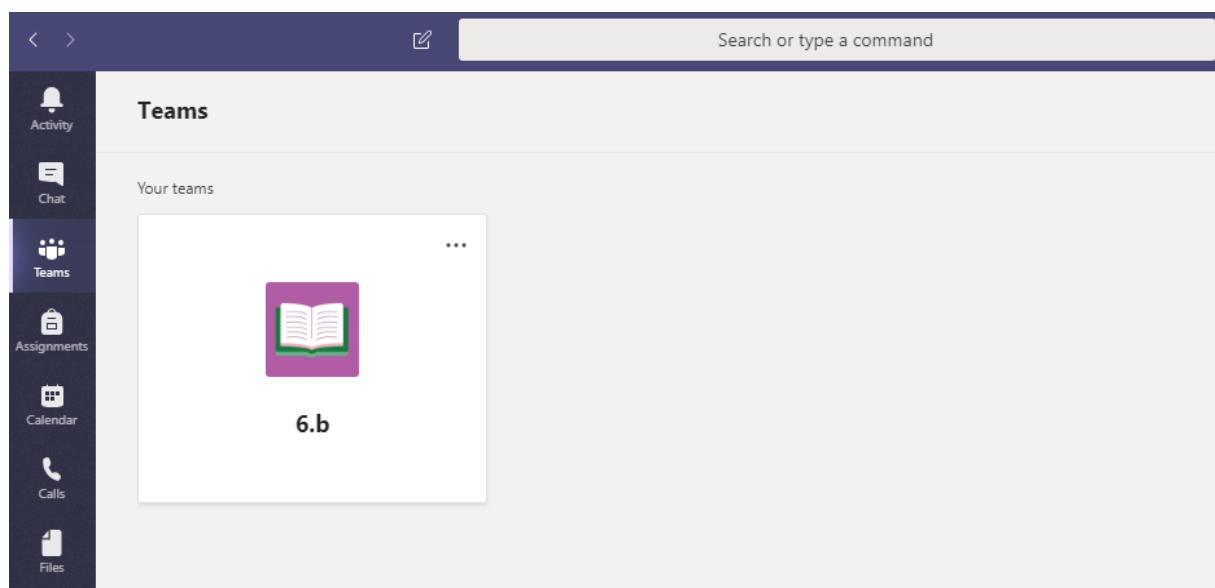 Search or type a command
Activity
Teams
Chat
Your teams
Teams
Assignments
6.b
Calendar
Calls
Files